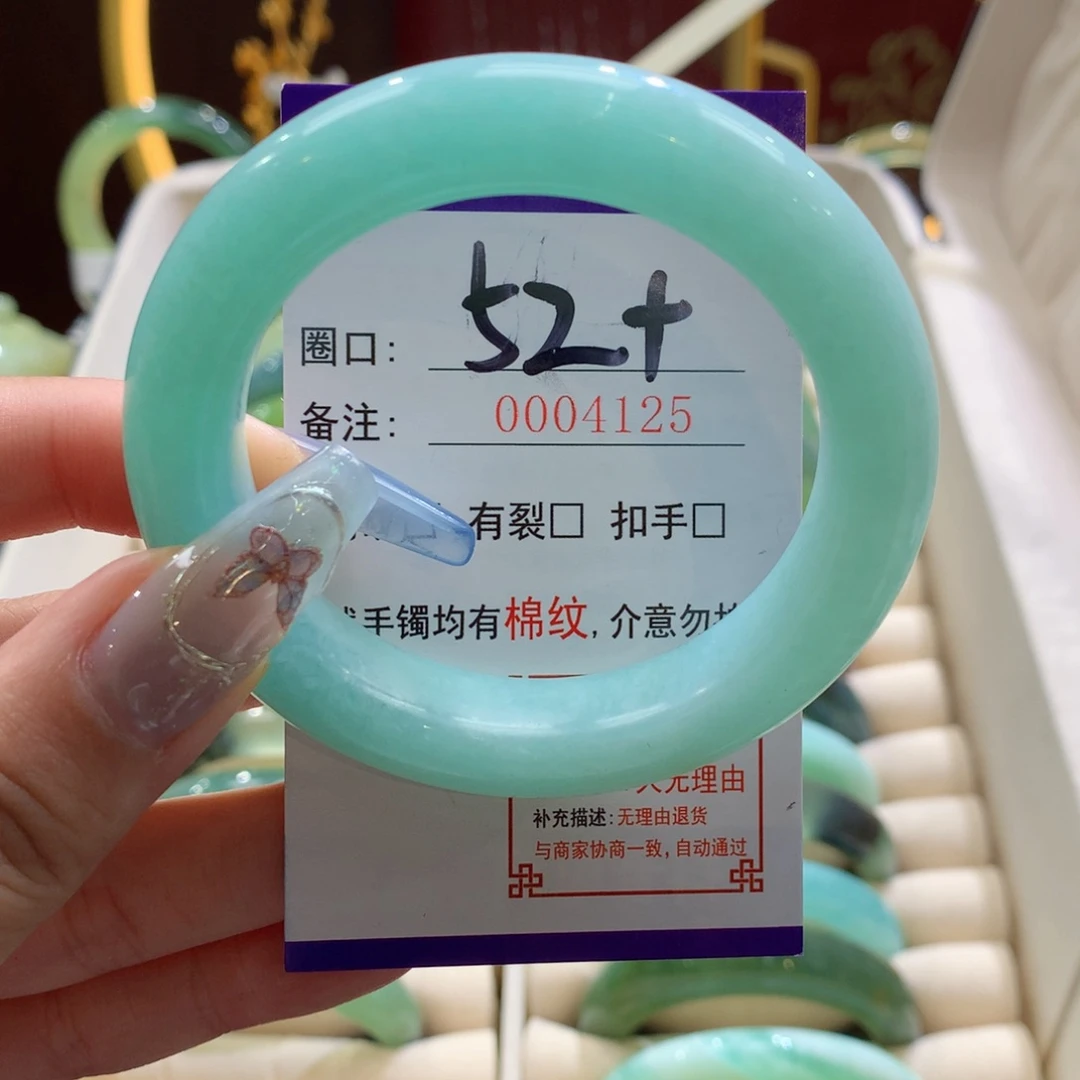 圈口: 52+
备注: 0004125
有裂□ 扣手□
手镯均有棉纹,介意勿
无理由
补充描述:无理由退货
与商家协商一致,自动通过